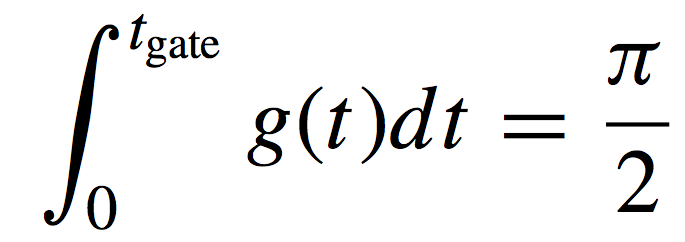 ∫₀^{t_gate} g(t)dt = π/2